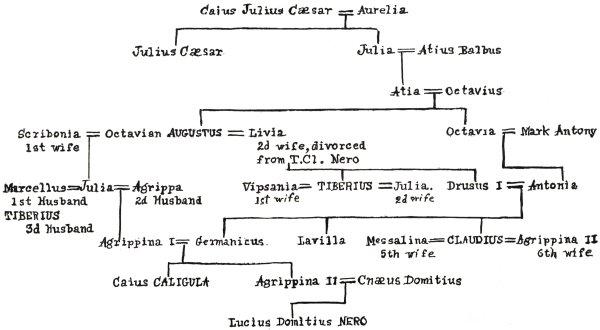 Caius Julius Cæsar = Aurelia
Julius Cæsar Julia = Atius Balbus
Atia = Octavius
Scribonia = Octavian AUGUSTUS = Livia Octavia = Mark Antony
1st wife 2d wife, divorced
from T.Cl. Nero
Marcellus = Julia = Agrippa Vipsania = TIBERIUS = Julia. Drusus I = Antonia
1st Husband 2d Husband 1st wife 2d wife
TIBERIUS
3d Husband
Agrippina I = Germanicus. Lavilla Messalina = CLAUDIUS = Agrippina II
5th wife 6th wife
Caius CALIGULA Agrippina II = Cnæus Domitius
Lucius Domitius NERO